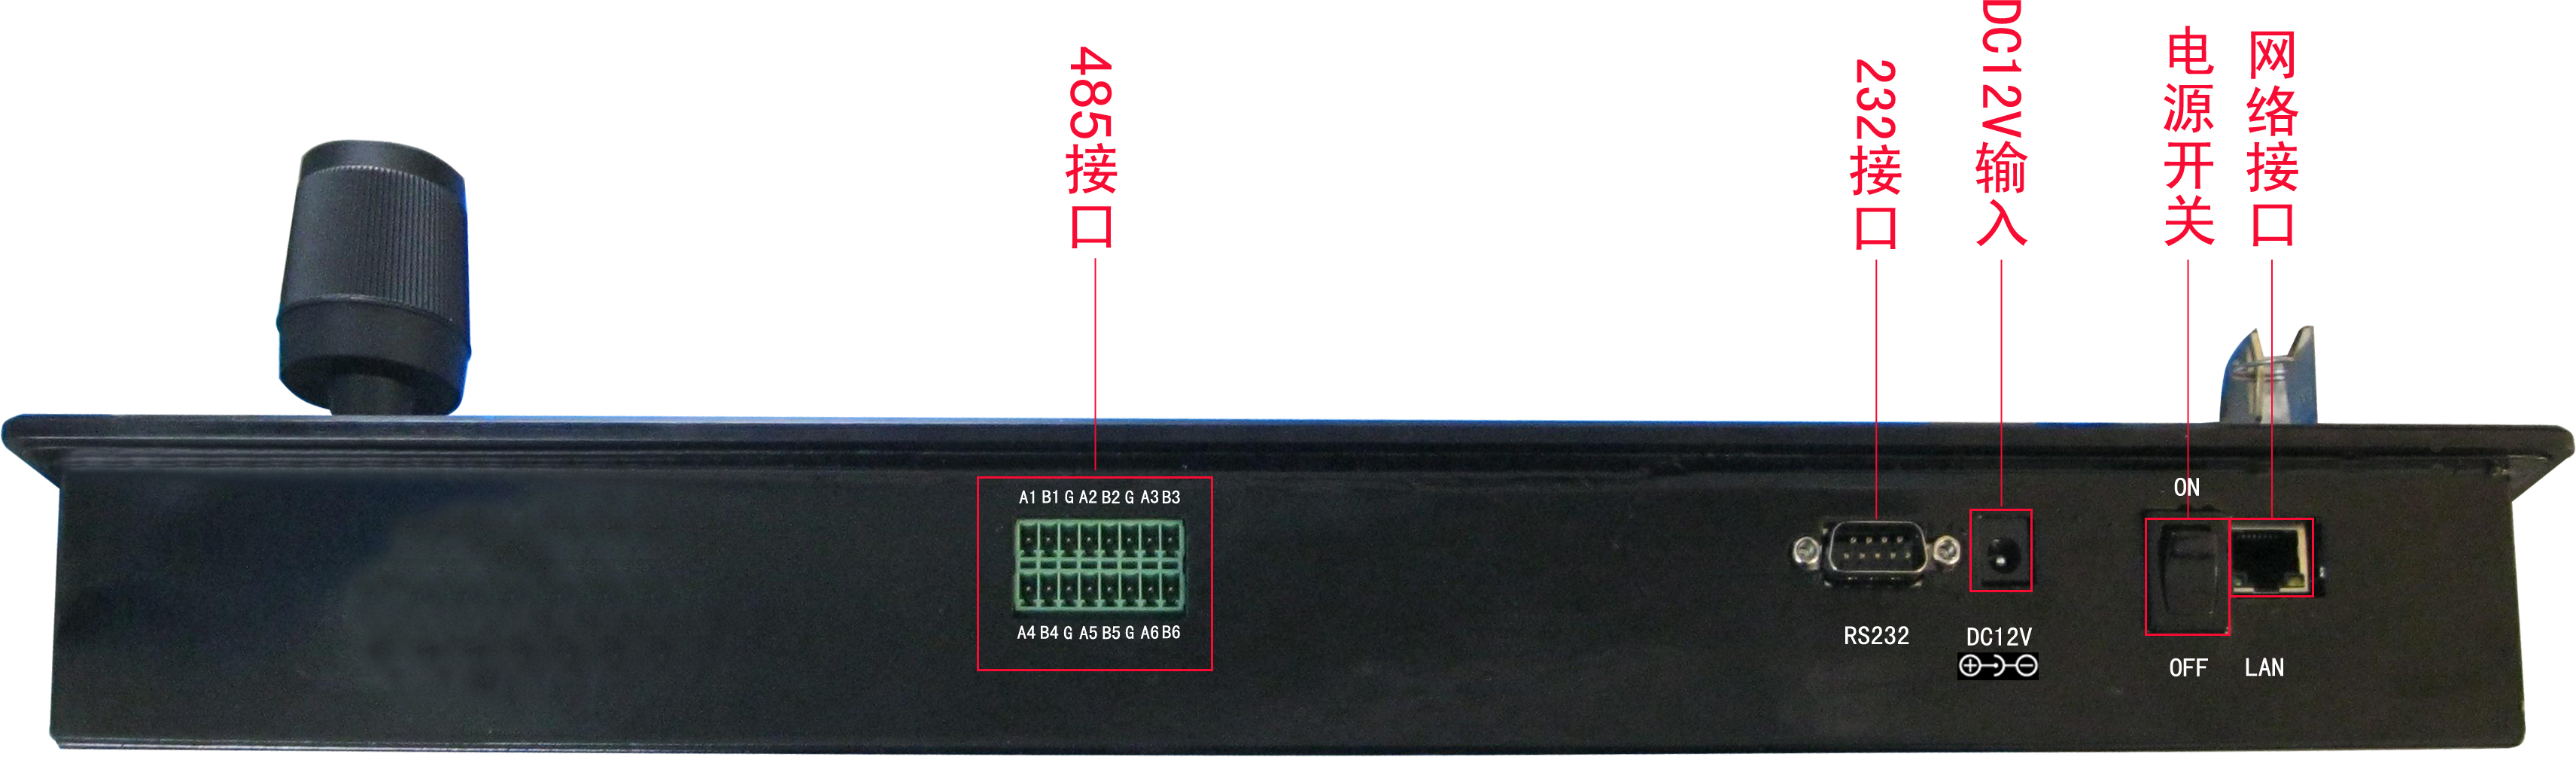 485接口
232接口
DC12V输入
电源开关
网络接口
A1 B1 G A2 B2 G A3 B3
A4 B4 G A5 B5 G A6 B6
RS232
DC12V
ON
OFF
LAN